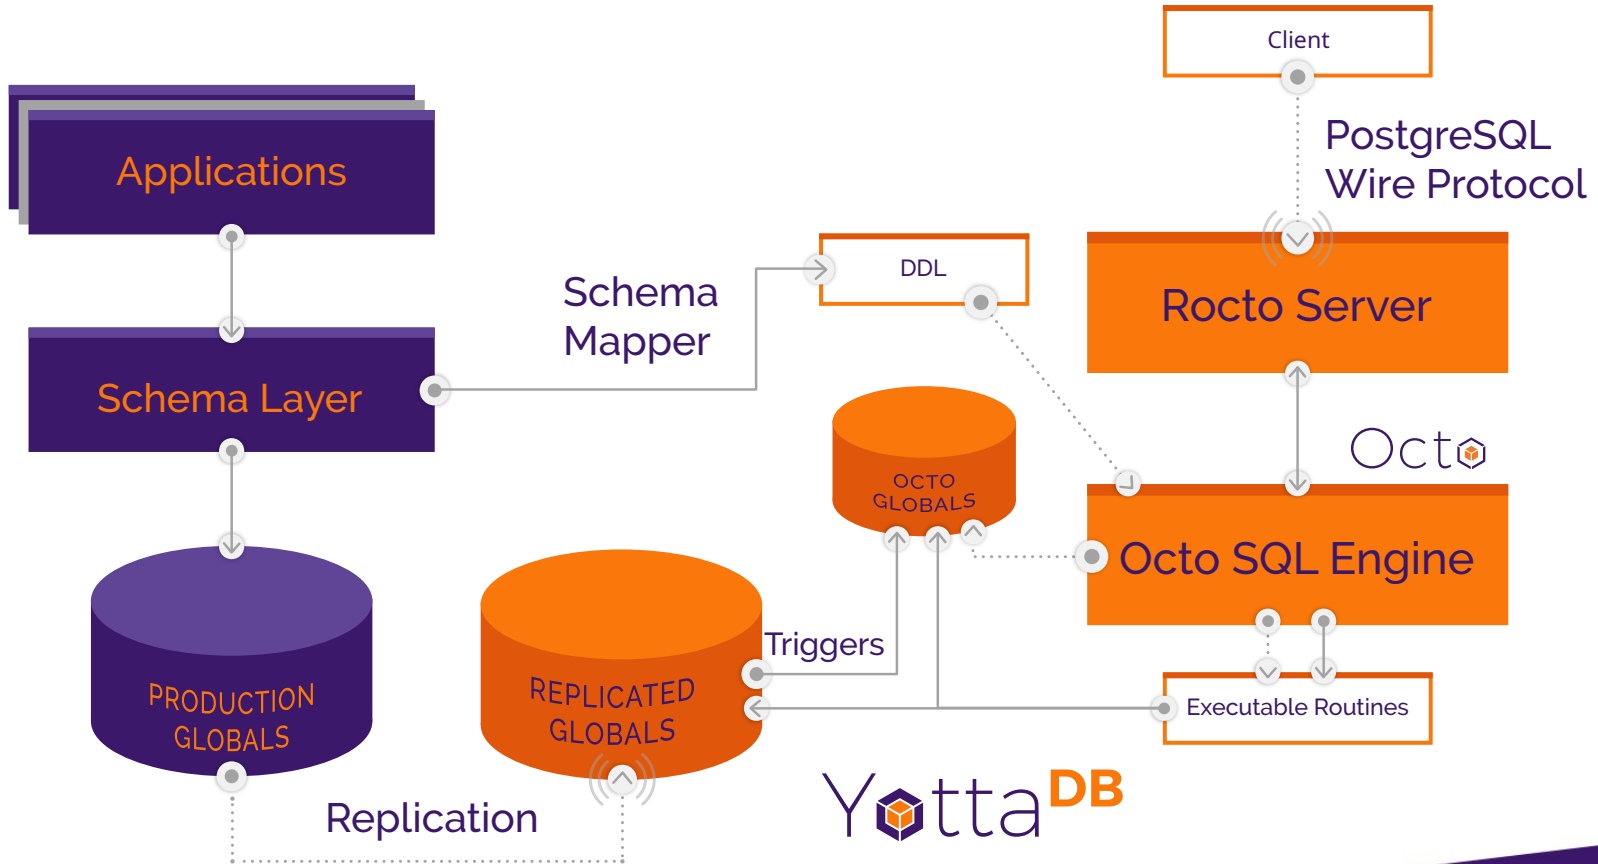 Client
PostgreSQL
Wire Protocol
Applications
Schema
Mapper
DDL
Rocto Server
Schema Layer
Octo
OCTO
GLOBALS
Octo SQL Engine
Triggers
PRODUCTION
GLOBALS
REPLICATED
GLOBALS
Executable Routines
Replication
YottaDB